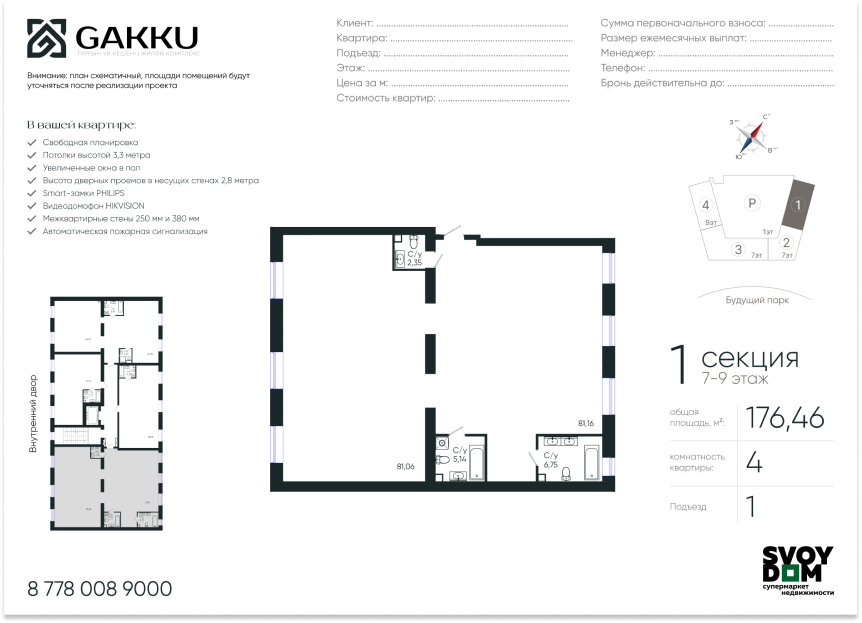 GAKKU
Внимание: план схематичный, площади помещений будут
уточняться после реализации проекта
Клиент:
Квартира:
Подъезд:
Этаж:
Цена за м:
Стоимость квартир:
Сумма первоначального взноса:
Размер ежемесячных выплат:
Менеджер:
Телефон:
Бронь действительна до:
В вашей квартире:
Свободная планировка
Потолки высотой 3,3 метра
Увеличенные окна в пол
Высота дверных проемов в несущих стенах 2,8 метра
Smart-замки PHILIPS
Видеодомофон HIKVISION
Межквартирные стены 250 мм и 380 мм
Автоматическая пожарная сигнализация
З
С
Ю
В
4
9эт
P
1
1эт
3
7эт
2
7эт
Будущий парк
С/у
2,35
81,06
81,16
С/у
5,14
С/у
6,75
Внутренний двор
1 секция
7-9 этаж
общая
площадь, м²:
176,46
комнатность
квартиры:
4
Подъезд
1
8 778 008 9000
SVOY
DOM
супермаркет
недвижимости